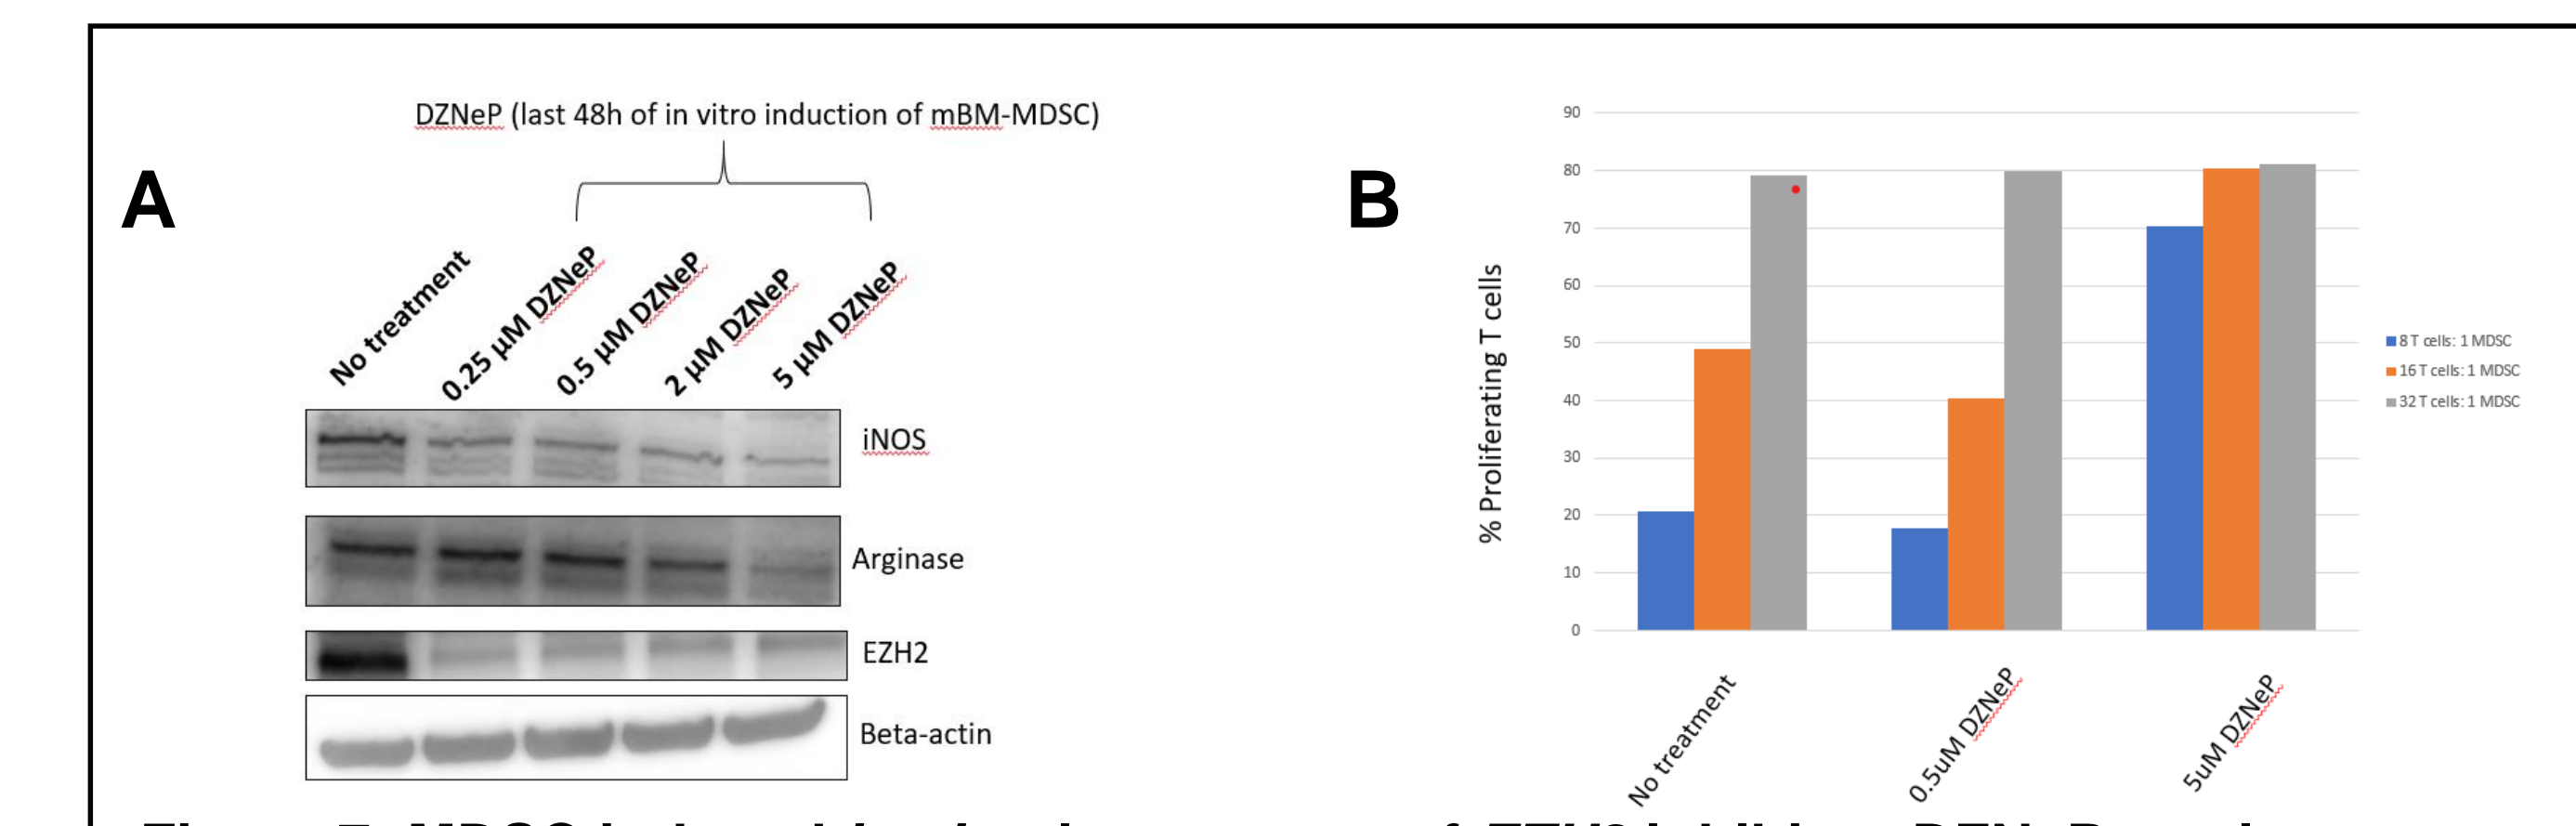 DZNeP (last 48h of in vitro induction of mBM-MDSC)
A
No treatment
0.25 µM DZNeP
0.5 µM DZNeP
2 µM DZNeP
5 µM DZNeP
iNOS
Arginase
EZH2
Beta-actin
B
% Proliferating T cells
90
80
70
60
50
40
30
20
10
0
No treatment
0.5uM DZNeP
5uM DZNeP
8 T cells: 1 MDSC
16 T cells: 1 MDSC
32 T cells: 1 MDSC